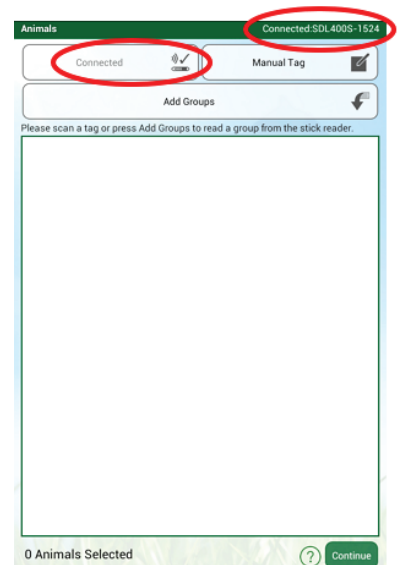 Animals Connected:SDL400S-1524
Connected Manual Tag
Add Groups
Please scan a tag or press Add Groups to read a group from the stick reader.
0 Animals Selected ? Continue